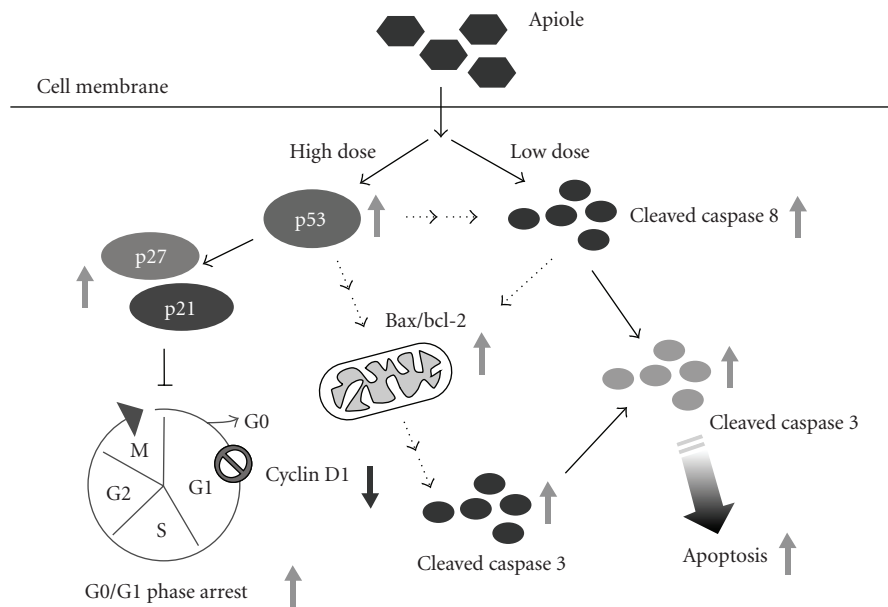 Apiole
Cell membrane
High dose
Low dose
p53
Cleaved caspase 8
p27
p21
Bax/bcl-2
Cleaved caspase 3
G0
M
G2
G1
S
Cyclin D1
Cleaved caspase 3
Apoptosis
G0/G1 phase arrest